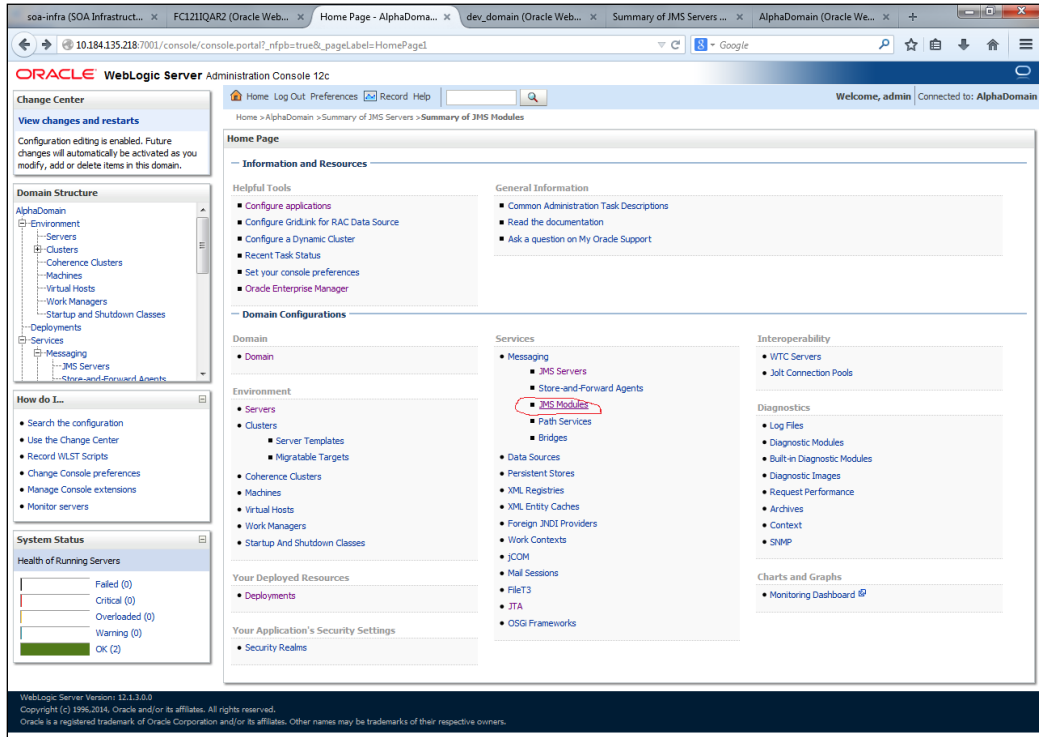 soa-infra (SOA Infrastruct...
FC121IQAR2 (Oracle Web...
Home Page - AlphaDoma...
dev_domain (Oracle Web...
Summary of JMS Servers ...
AlphaDomain (Oracle We...
10.184.135.218:7001/console/console.portal?_nfpb=true&_pageLabel=HomePage1
Google
ORACLE WebLogic Server Administration Console 12c
Change Center
View changes and restarts
Configuration editing is enabled. Future
changes will automatically be activated as you
modify, add or delete items in this domain.
Domain Structure
AlphaDomain
Environment
Servers
Clusters
Coherence Clusters
Machines
Virtual Hosts
Work Managers
Startup and Shutdown Classes
Deployments
Services
Messaging
JMS Servers
Store-and-Forward Agents
How do I...
Search the configuration
Use the Change Center
Record WLST Scripts
Change Console preferences
Manage Console extensions
Monitor servers
System Status
Health of Running Servers
Failed (0)
Critical (0)
Overloaded (0)
Warning (0)
OK (2)
Home Log Out Preferences Record Help
Welcome, admin
Connected to: AlphaDomain
Home >AlphaDomain >Summary of JMS Servers >Summary of JMS Modules
Home Page
Information and Resources
Helpful Tools
Configure applications
Configure GridLink for RAC Data Source
Configure a Dynamic Cluster
Recent Task Status
Set your console preferences
Oracle Enterprise Manager
General Information
Common Administration Task Descriptions
Read the documentation
Ask a question on My Oracle Support
Domain Configurations
Domain
Domain
Environment
Servers
Clusters
Server Templates
Migratable Targets
Coherence Clusters
Machines
Virtual Hosts
Work Managers
Startup And Shutdown Classes
Your Deployed Resources
Deployments
Your Application's Security Settings
Security Realms
Services
Messaging
JMS Servers
Store-and-Forward Agents
JMS Modules
Path Services
Bridges
Data Sources
Persistent Stores
XML Registries
XML Entity Caches
Foreign JNDI Providers
Work Contexts
jCOM
Mail Sessions
FileT3
JTA
OSGi Frameworks
Interoperability
WTC Servers
Jolt Connection Pools
Diagnostics
Log Files
Diagnostic Modules
Built-in Diagnostic Modules
Diagnostic Images
Request Performance
Archives
Context
SNMP
Charts and Graphs
Monitoring Dashboard
WebLogic Server Version: 12.1.3.0.0
Copyright (c) 1996,2014, Oracle and/or its affiliates. All rights reserved.
Oracle is a registered trademark of Oracle Corporation and/or its affiliates. Other names may be trademarks of their respective owners.